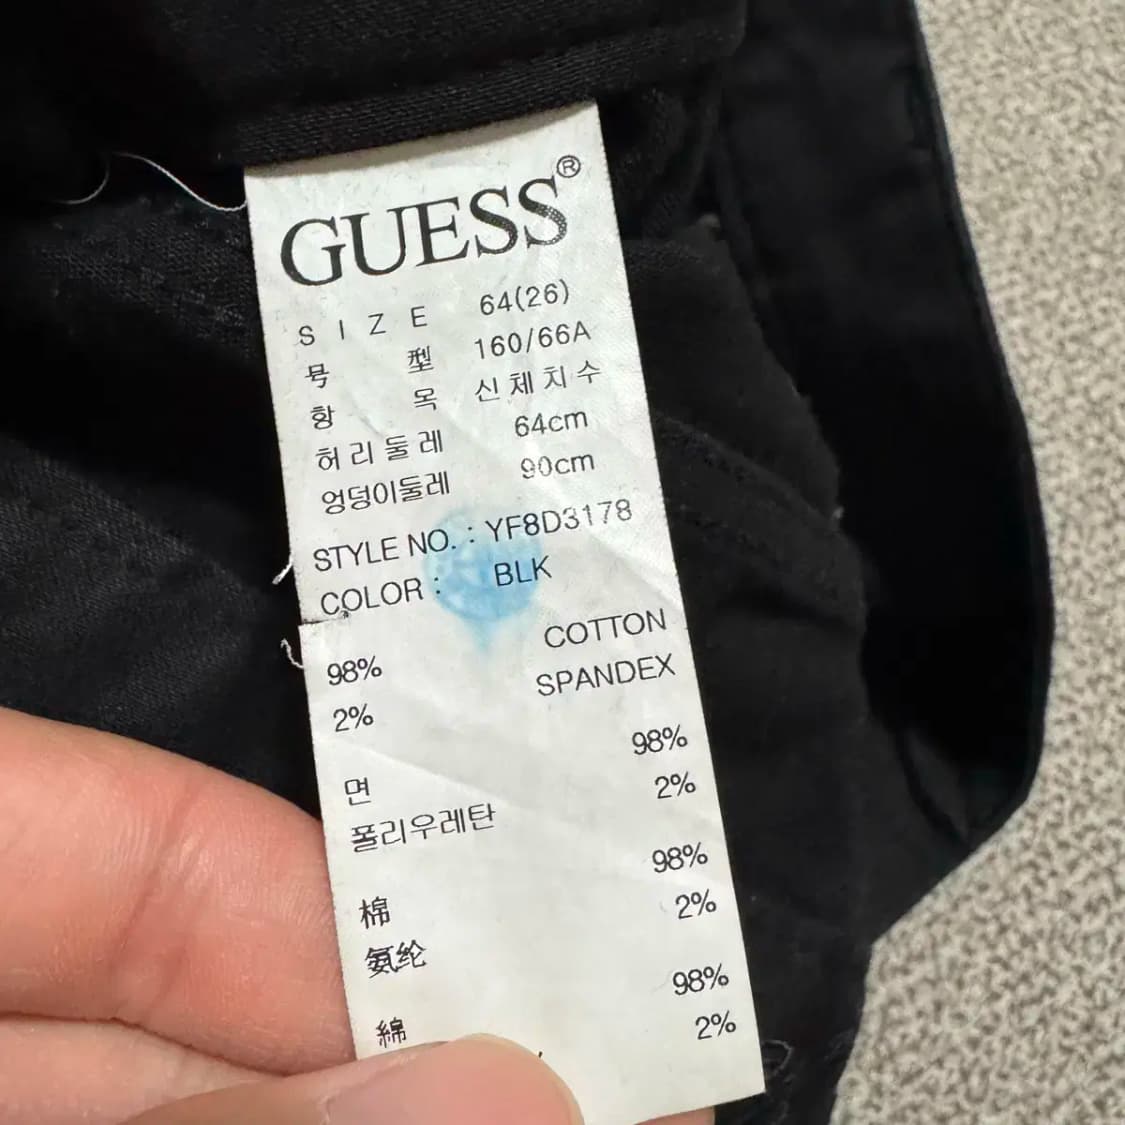 GUESS®
SIZE 64(26)
号 型 160/66A
항 목 신체치수
허리둘레 64cm
엉덩이둘레 90cm
STYLE NO. : YF8D3178
COLOR : BLK
98% COTTON
2% SPANDEX
면 98%
폴리우레탄 2%
棉 98%
氨纶 2%
綿 98%
2%